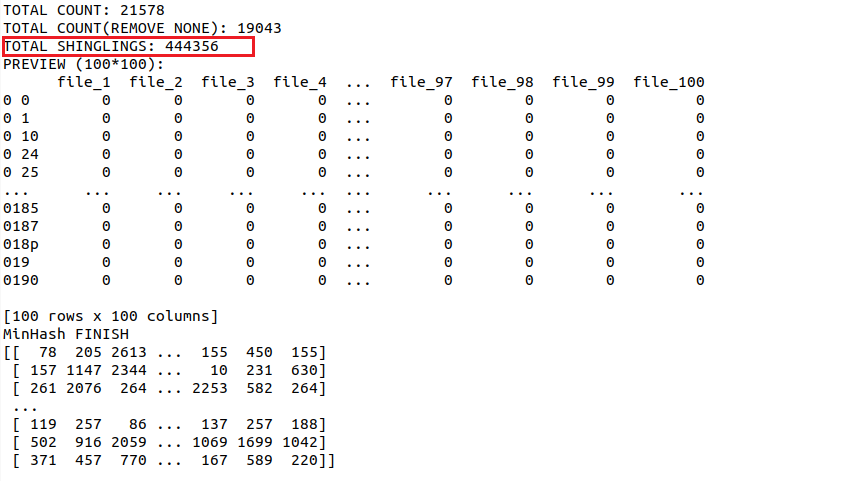 TOTAL COUNT: 21578
TOTAL COUNT(REMOVE NONE): 19043
TOTAL SHINGLINGS: 444356
PREVIEW (100*100):
      file_1  file_2  file_3  file_4  ...  file_97  file_98  file_99  file_100
0 0        0       0       0       0  ...        0        0        0         0
0 1        0       0       0       0  ...        0        0        0         0
0 10       0       0       0       0  ...        0        0        0         0
0 24       0       0       0       0  ...        0        0        0         0
0 25       0       0       0       0  ...        0        0        0         0
...      ...     ...     ...     ...  ...      ...      ...      ...       ...
0185       0       0       0       0  ...        0        0        0         0
0187       0       0       0       0  ...        0        0        0         0
018p       0       0       0       0  ...        0        0        0         0
019        0       0       0       0  ...        0        0        0         0
0190       0       0       0       0  ...        0        0        0         0
[100 rows x 100 columns]
MinHash FINISH
[[  78  205 2613 ...  155  450  155]
 [ 157 1147 2344 ...   10  231  630]
 [ 261 2076  264 ... 2253  582  264]
 ...
 [ 119  257   86 ...  137  257  188]
 [ 502  916 2059 ... 1069 1699 1042]
 [ 371  457  770 ...  167  589  220]]